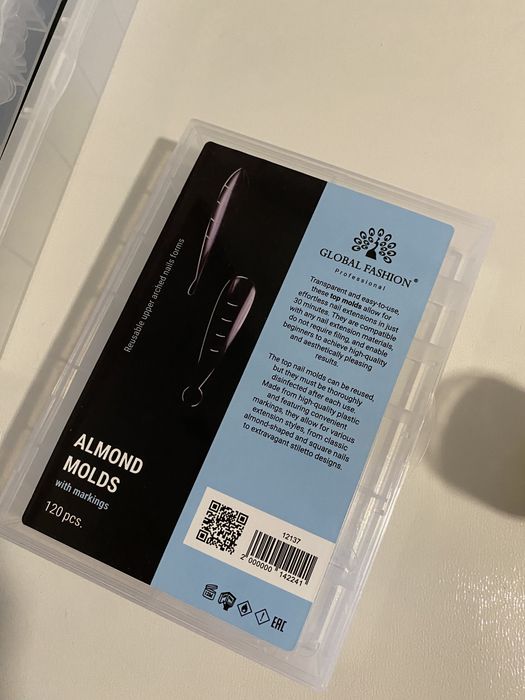 Reusable upper arched nails forms
ALMOND
MOLDS
with markings
120 pcs.
GLOBAL FASHION®
Professional
Transparent and easy-to-use,
these top molds allow for
effortless nail extensions in just
30 minutes. They are compatible
with any nail extension materials,
do not require filing, and enable
beginners to achieve high-quality
and aesthetically pleasing
results.
The top nail molds can be reused,
but they must be thoroughly
disinfected after each use.
Made from high-quality plastic
and featuring convenient
markings, they allow for various
extension styles, from classic
almond-shaped and square nails
to extravagant stiletto designs.
12137
2 000000 142241
EAC